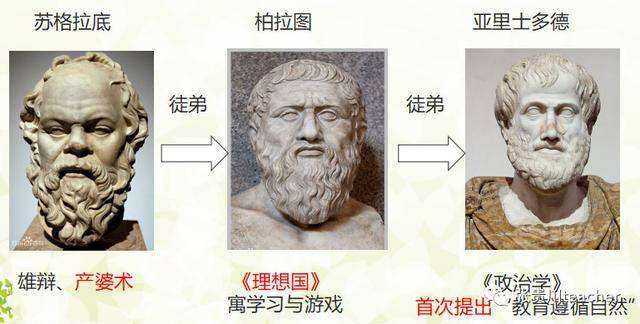 苏格拉底
柏拉图
亚里士多德
徒弟
徒弟
雄辩、产婆术
《理想国》
寓学习与游戏
《政治学》
首次提出“教育遵循自然”